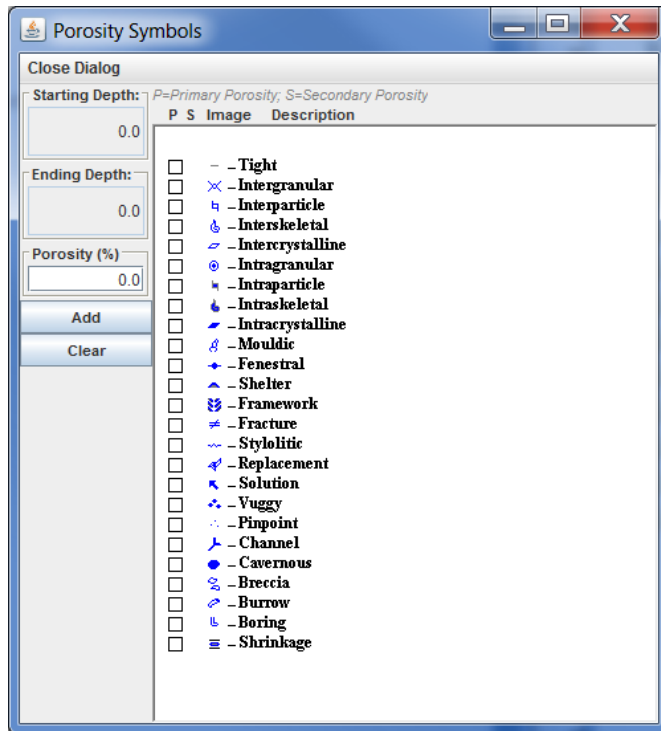 Porosity Symbols
Close Dialog
Starting Depth:
0.0
Ending Depth:
0.0
Porosity (%)
0.0
Add
Clear
P=Primary Porosity; S=Secondary Porosity
P S Image Description
– Tight
– Intergranular
– Interparticle
– Interskeletal
– Intercrystalline
– Intragranular
– Intraparticle
– Intraskeletal
– Intracrystalline
– Mouldic
– Fenestral
– Shelter
– Framework
– Fracture
– Stylolitic
– Replacement
– Solution
– Vuggy
– Pinpoint
– Channel
– Cavernous
– Breccia
– Burrow
– Boring
– Shrinkage